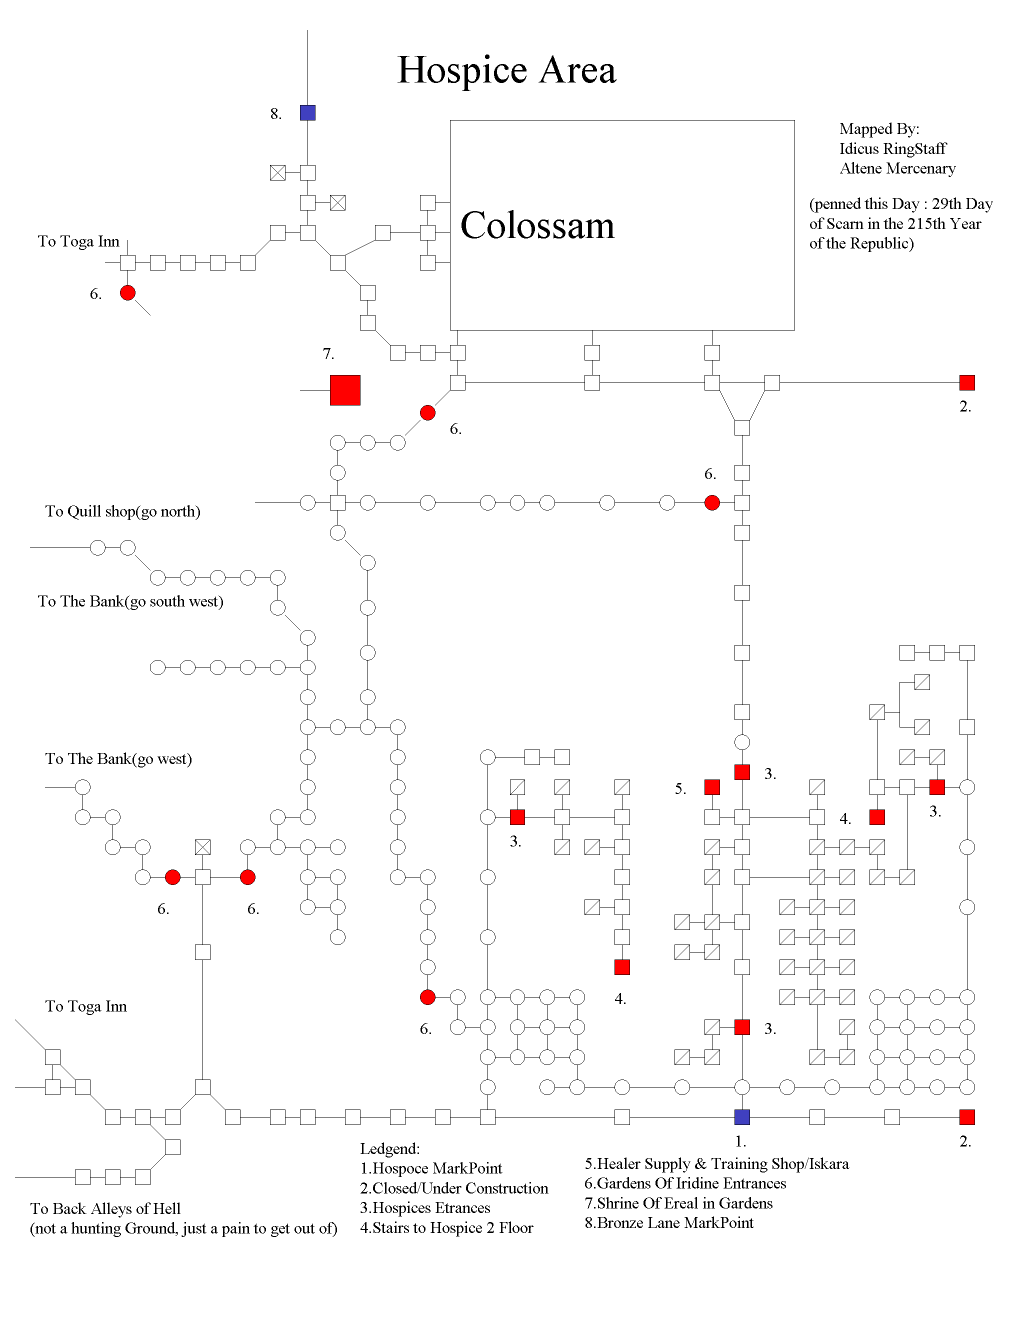 Hospice Area
8.
Mapped By:
Idicus RingStaff
Altene Mercenary
(penned this Day : 29th Day
of Scarn in the 215th Year
of the Republic)
Colossam
To Toga Inn
6.
7.
2.
6.
6.
To Quill shop(go north)
To The Bank(go south west)
To The Bank(go west)
3.
5.
4.
3.
3.
6.
6.
4.
To Toga Inn
6.
3.
1.
2.
Ledgend:
1.Hospoce MarkPoint
2.Closed/Under Construction
3.Hospices Etrances
4.Stairs to Hospice 2 Floor
5.Healer Supply & Training Shop/Iskara
6.Gardens Of Iridine Entrances
7.Shrine Of Ereal in Gardens
8.Bronze Lane MarkPoint
To Back Alleys of Hell
(not a hunting Ground, just a pain to get out of)